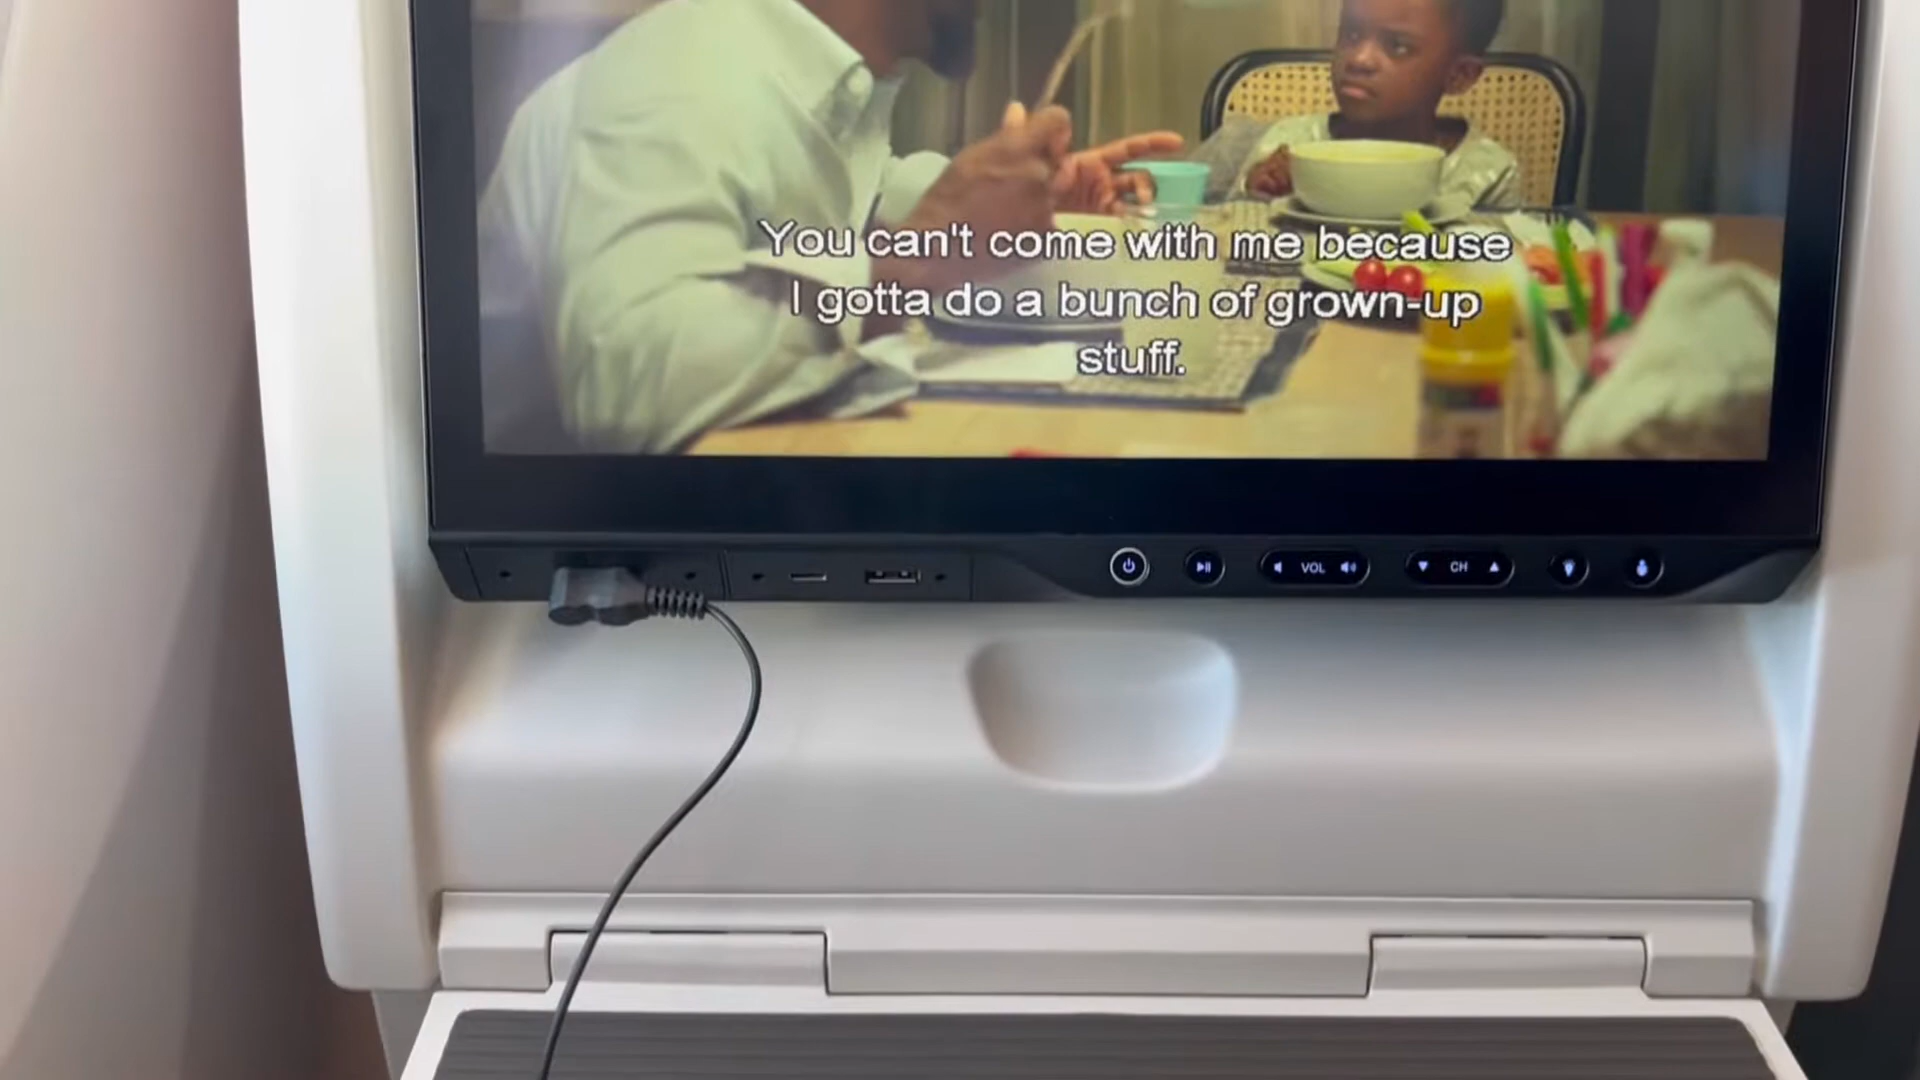 You can't come with me because
I gotta do a bunch of grown-up
stuff.
VOL
CH